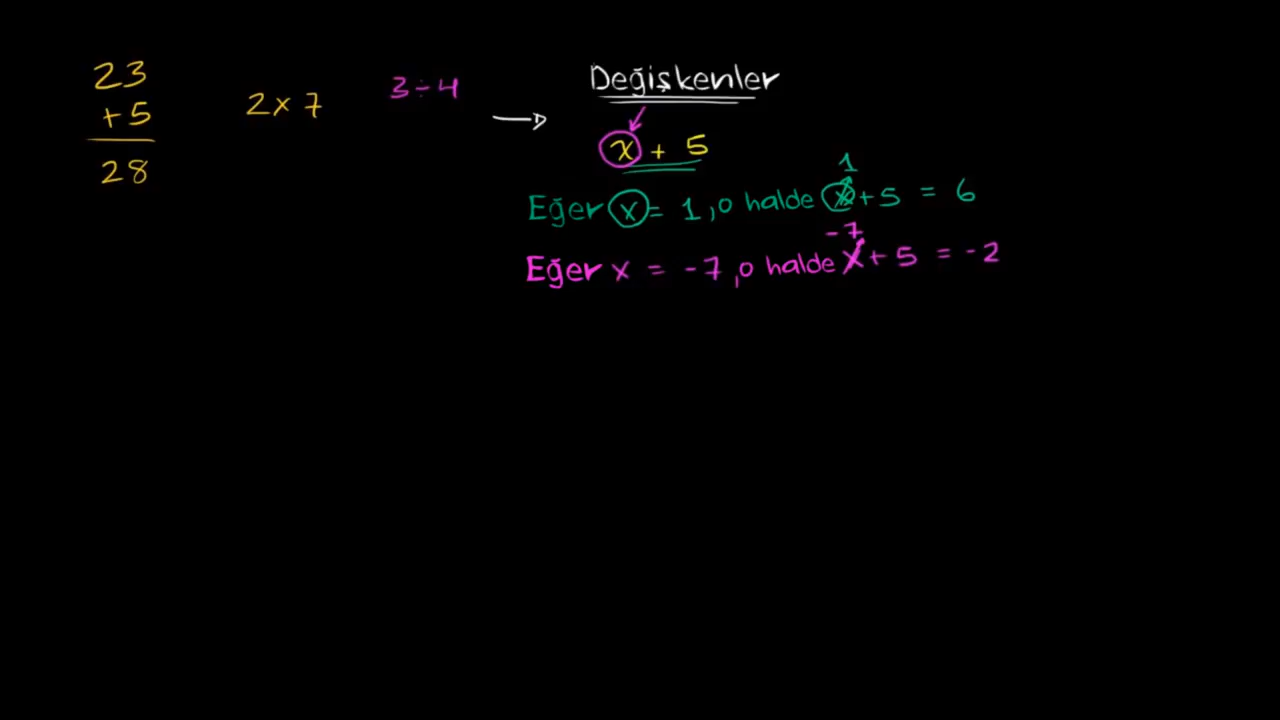 23
+5
28
2 x 7
3 ÷ 4
Değişkenler
x + 5
1
Eğer x = 1, o halde x + 5 = 6
-7
Eğer x = -7, o halde x + 5 = -2